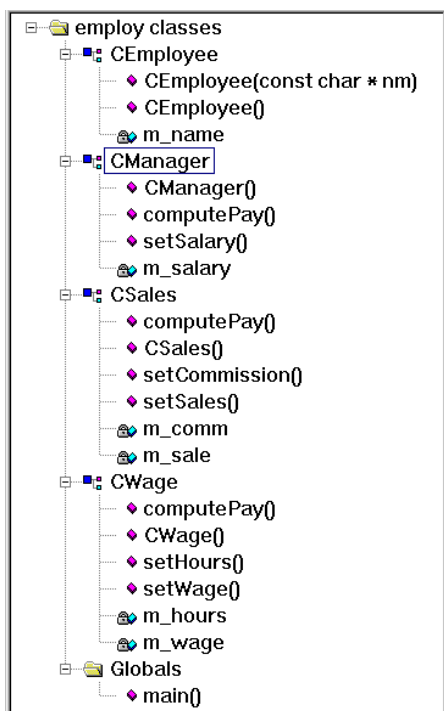 employ classes
CEmployee
CEmployee(const char * nm)
CEmployee()
m_name
CManager
CManager()
computePay()
setSalary()
m_salary
CSales
computePay()
CSales()
setCommission()
setSales()
m_comm
m_sale
CWage
computePay()
CWage()
setHours()
setWage()
m_hours
m_wage
Globals
main()